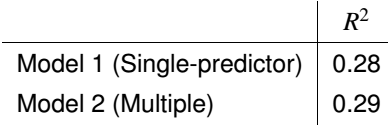 R²
Model 1 (Single-predictor) 0.28
Model 2 (Multiple) 0.29